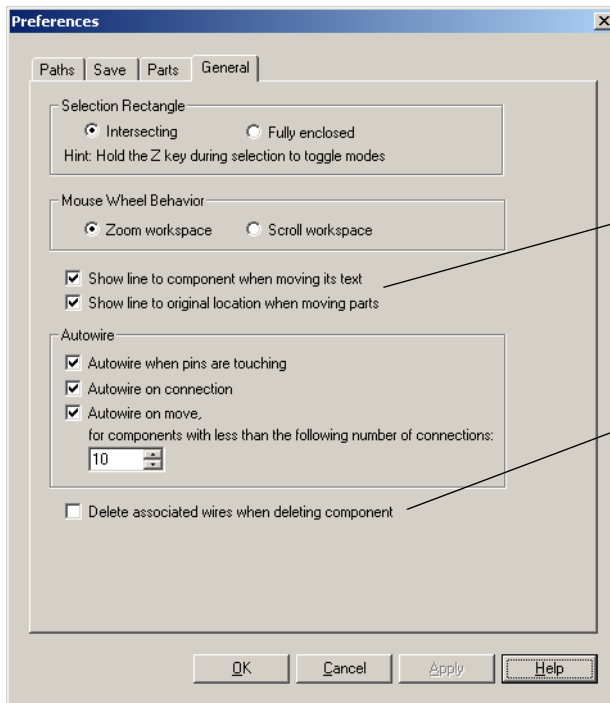 Preferences
Paths Save Parts General
Selection Rectangle
Intersecting Fully enclosed
Hint: Hold the Z key during selection to toggle modes
Mouse Wheel Behavior
Zoom workspace Scroll workspace
Show line to component when moving its text
Show line to original location when moving parts
Autowire
Autowire when pins are touching
Autowire on connection
Autowire on move,
for components with less than the following number of connections:
10
Delete associated wires when deleting component
OK Cancel Apply Help